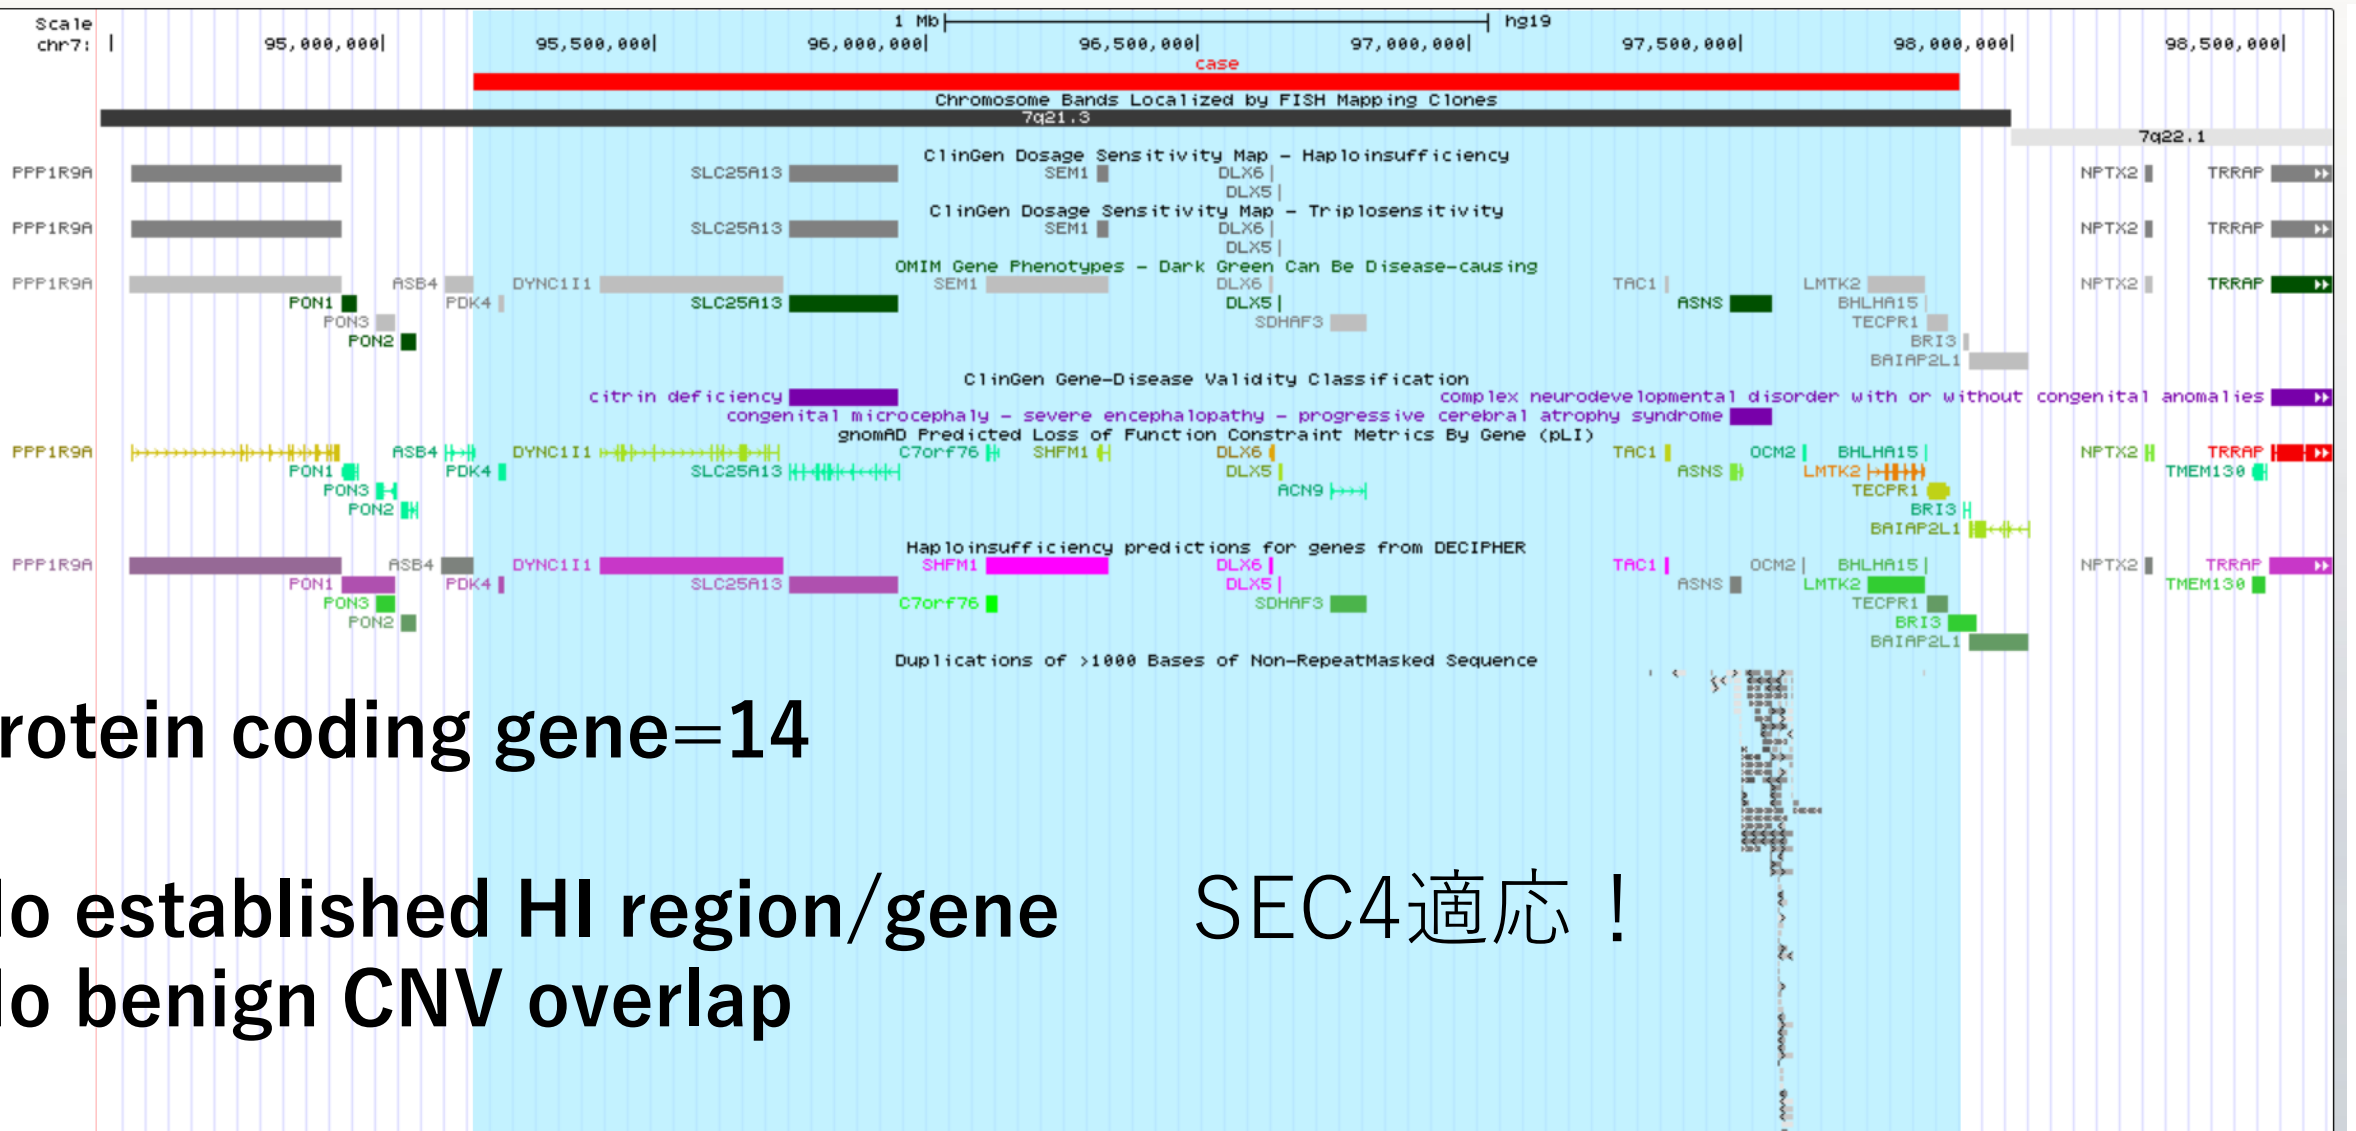 Scale 1 Mb hg19
chr7: 95,000,000 95,500,000 96,000,000 96,500,000 97,000,000 97,500,000 98,000,000 98,500,000
case
Chromosome Bands Localized by FISH Mapping Clones
7q21.3
7q22.1
ClinGen Dosage Sensitivity Map - Haploinsufficiency
PPP1R9A SLC25A13 SEM1 DLX6 NPTX2 TRRAP
DLX5
ClinGen Dosage Sensitivity Map - Triplosensitivity
PPP1R9A SLC25A13 SEM1 DLX6 NPTX2 TRRAP
DLX5
OMIM Gene Phenotypes - Dark Green Can Be Disease-causing
PPP1R9A ASB4 DYNC1I1 SEM1 DLX6 TAC1 LMTK2 NPTX2 TRRAP
PON1 PDK4 SLC25A13 DLX5 ASNS BHLHA15
PON3 SDHAF3 TECPR1
PON2 BRI3
BAIAP2L1
ClinGen Gene-Disease Validity Classification
citrin deficiency complex neurodevelopmental disorder with or without congenital anomalies
congenital microcephaly - severe encephalopathy - progressive cerebral atrophy syndrome
gnomAD Predicted Loss of Function Constraint Metrics By Gene (pLI)
PPP1R9A ASB4 DYNC1I1 C7orf76 SHFM1 DLX6 TAC1 OCM2 BHLHA15 NPTX2 TRRAP
PON1 PDK4 SLC25A13 DLX5 ASNS LMTK2 TMEM130
PON3 ACN9 TECPR1
PON2 BRI3
BAIAP2L1
Haploinsufficiency predictions for genes from DECIPHER
PPP1R9A ASB4 DYNC1I1 SHFM1 DLX6 TAC1 OCM2 BHLHA15 NPTX2 TRRAP
PON1 PDK4 SLC25A13 DLX5 ASNS LMTK2 TMEM130
PON3 C7orf76 SDHAF3 TECPR1
PON2 BRI3
BAIAP2L1
Duplications of >1000 Bases of Non-RepeatMasked Sequence
rotein coding gene=14
lo established HI region/gene SEC4適応！
lo benign CNV overlap